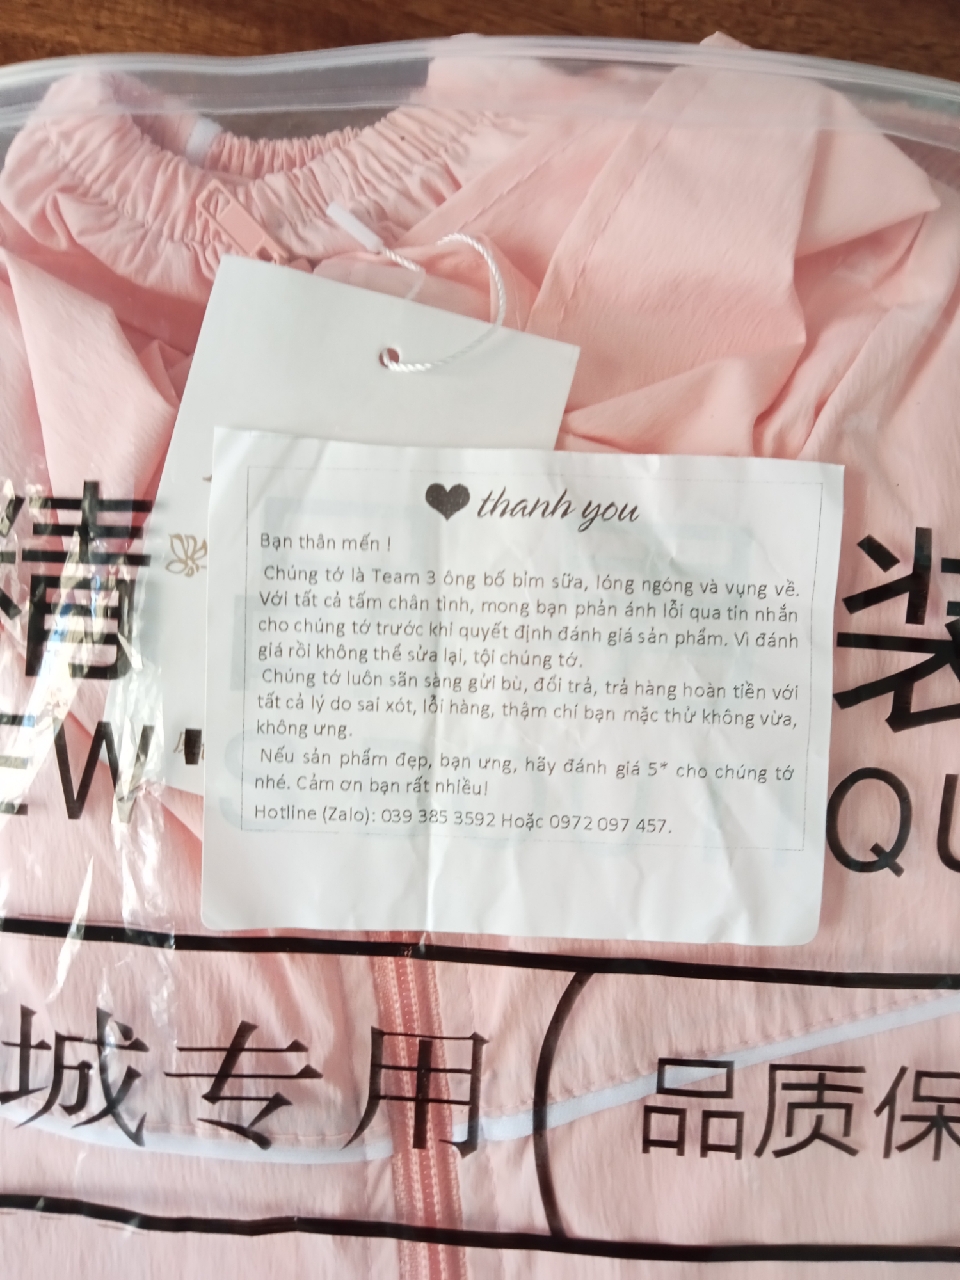 thank you
Bạn thân mến !
Chúng tớ là Team 3 ông bố bỉm sữa, lóng ngóng và vụng về.
Với tất cả tấm chân tình, mong bạn phản ánh lỗi qua tin nhắn
cho chúng tớ trước khi quyết định đánh giá sản phẩm. Vì đánh
giá rồi không thể sửa lại, tội chúng tớ.
Chúng tớ luôn sẵn sàng gửi bù, đổi trả, trả hàng hoàn tiền với
tất cả lý do sai xót, lỗi hàng, thậm chí bạn mặc thử không vừa,
không ưng.
Nếu sản phẩm đẹp, bạn ưng, hãy đánh giá 5* cho chúng tớ
nhé. Cảm ơn bạn rất nhiều!
Hotline (Zalo): 039 385 3592 Hoặc 0972 097 457.
清 装
EW QU
城专用 (品质保